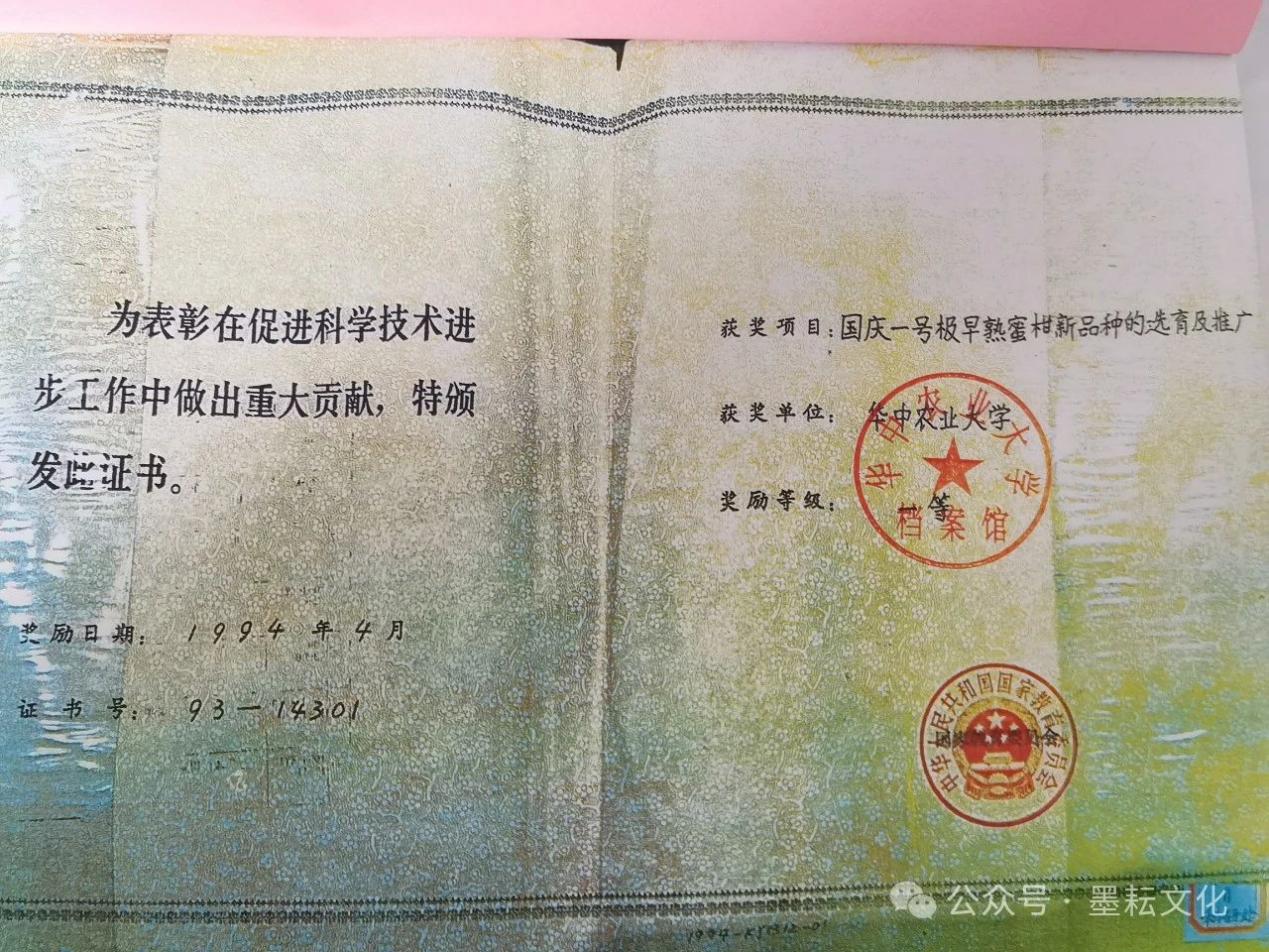 为表彰在促进科学技术进
步工作中做出重大贡献，特颁
发此证书。
奖励日期：1994年4月
证书号：93—14301
获奖项目：国庆一号极早熟蜜柑新品种的选育及推广
获奖单位：华中农业大学
奖励等级：
华中农业大学
档案馆
中华人民共和国国家教育委员会
公众号·墨耘文化